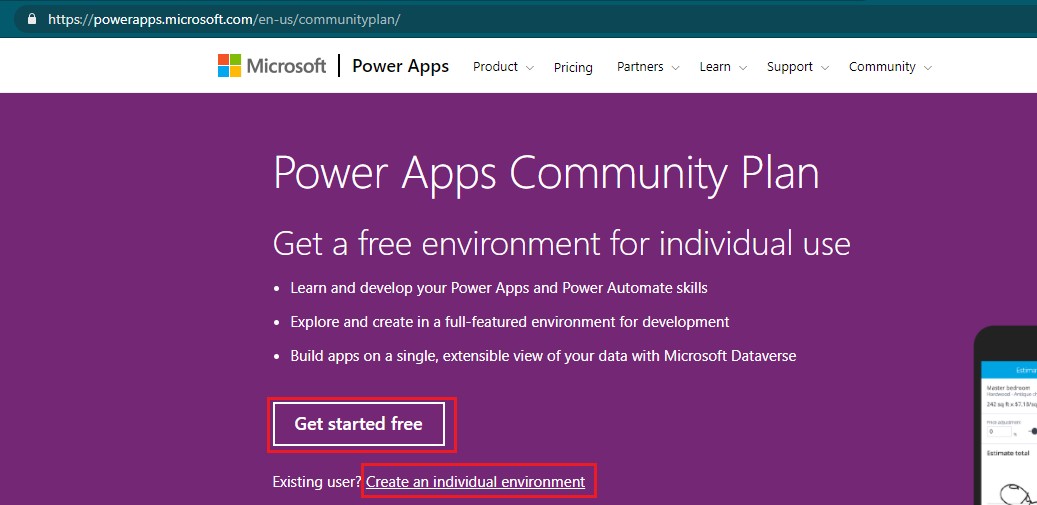 https://powerapps.microsoft.com/en-us/communityplan/
Microsoft | Power Apps Product Pricing Partners Learn Support Community
Power Apps Community Plan
Get a free environment for individual use
• Learn and develop your Power Apps and Power Automate skills
• Explore and create in a full-featured environment for development
• Build apps on a single, extensible view of your data with Microsoft Dataverse
Estima
Master bedroom
242 sq ft x $7.18/sq
Price adjustment
0 %
Get started free
Estimate total
Existing user? Create an individual environment